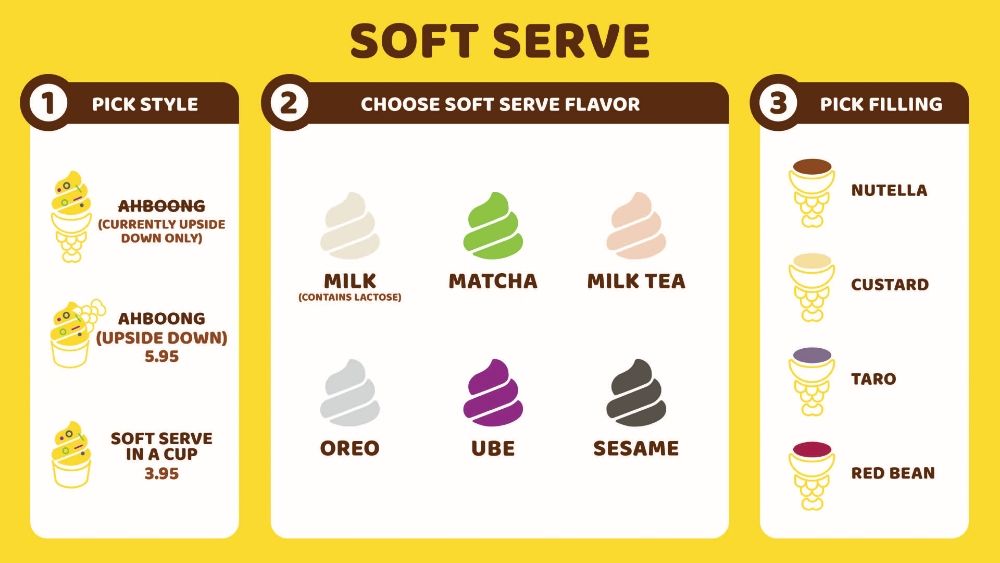 SOFT SERVE
1
PICK STYLE
AHBOONG
(CURRENTLY UPSIDE
DOWN ONLY)
AHBOONG
(UPSIDE DOWN)
5.95
SOFT SERVE
IN A CUP
3.95
2
CHOOSE SOFT SERVE FLAVOR
MILK
(CONTAINS LACTOSE)
MATCHA
MILK TEA
OREO
UBE
SESAME
3
PICK FILLING
NUTELLA
CUSTARD
TARO
RED BEAN